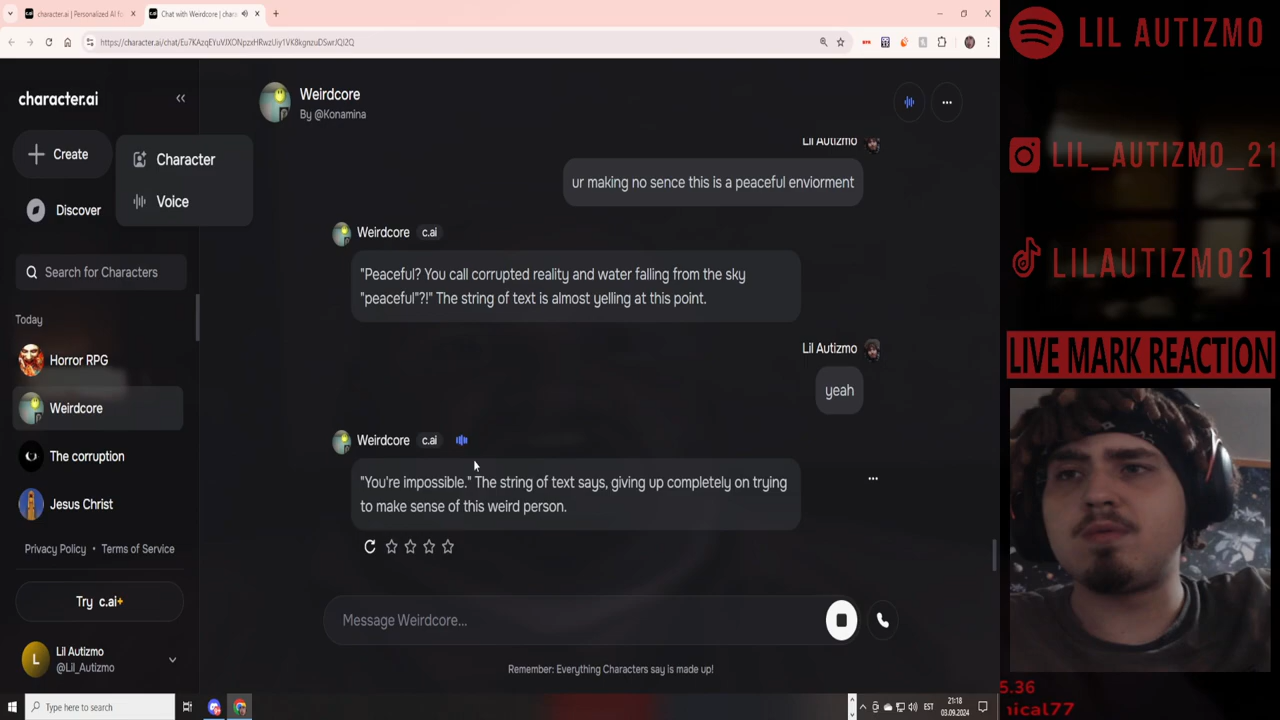 character.ai | Personalized AI fo
Chat with Weirdcore | chara
https://character.ai/chat/Eu7KAzqEYuVJXONpzxHRwzUiy1VK8kgnzuDSwrJQI2Q
character.ai
Create
Character
Voice
Discover
Search for Characters
Today
Horror RPG
Weirdcore
The corruption
Jesus Christ
Privacy Policy • Terms of Service
Try c.ai+
L
Lil Autizmo
@Lil_Autizmo
Weirdcore
By @Konamina
Lil Autizmo
ur making no sence this is a peaceful enviorment
Weirdcore c.ai
"Peaceful? You call corrupted reality and water falling from the sky
"peaceful"?!" The string of text is almost yelling at this point.
Lil Autizmo
yeah
Weirdcore c.ai
"You're impossible." The string of text says, giving up completely on trying
to make sense of this weird person.
Message Weirdcore...
Remember: Everything Characters say is made up!
Type here to search
EST
21:18
03.09.2024
LIL AUTIZMO
LIL_AUTIZMO_21
LILAUTIZMO21
LIVE MARK REACTION
5.36
nical77